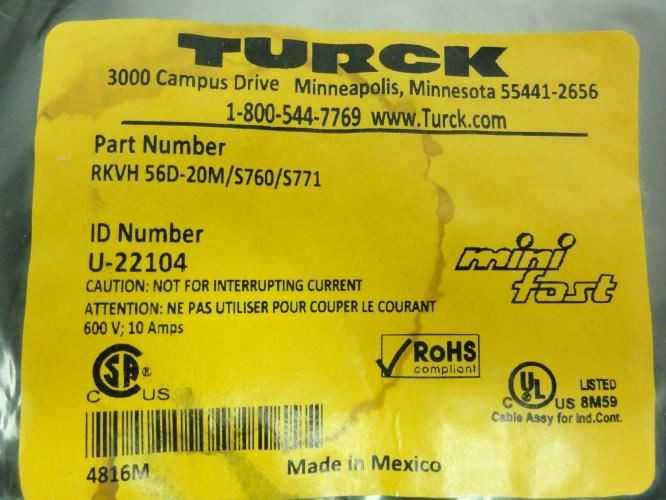 TURCK
3000 Campus Drive Minneapolis, Minnesota 55441-2656
1-800-544-7769 www.Turck.com
Part Number
RKVH 56D-20M/S760/S771
ID Number
U-22104
mini fast
CAUTION: NOT FOR INTERRUPTING CURRENT
ATTENTION: NE PAS UTILISER POUR COUPER LE COURANT
600 V; 10 Amps
C SA ® US
RoHS
compliant
C UL US LISTED 8M59
Cable Assy for Ind.Cont.
4816M
Made in Mexico